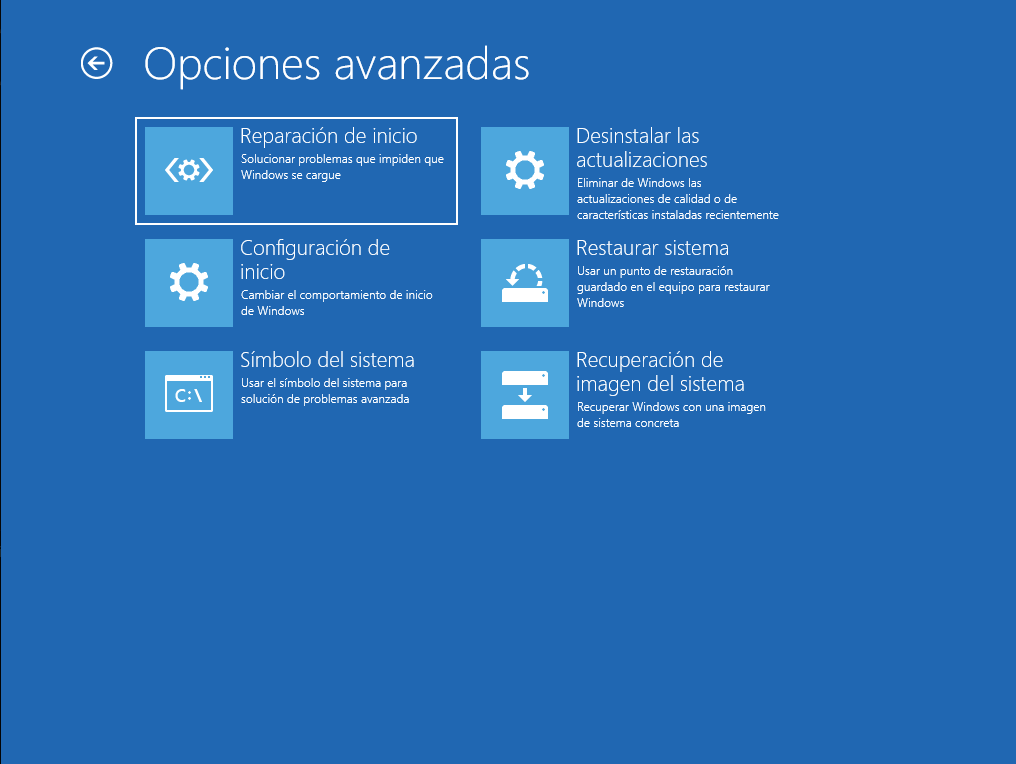 Opciones avanzadas
Reparación de inicio
Solucionar problemas que impiden que
Windows se cargue
Configuración de
inicio
Cambiar el comportamiento de inicio
de Windows
C:\
Símbolo del sistema
Usar el símbolo del sistema para
solución de problemas avanzada
Desinstalar las
actualizaciones
Eliminar de Windows las
actualizaciones de calidad o de
características instaladas recientemente
Restaurar sistema
Usar un punto de restauración
guardado en el equipo para restaurar
Windows
Recuperación de
imagen del sistema
Recuperar Windows con una imagen
de sistema concreta